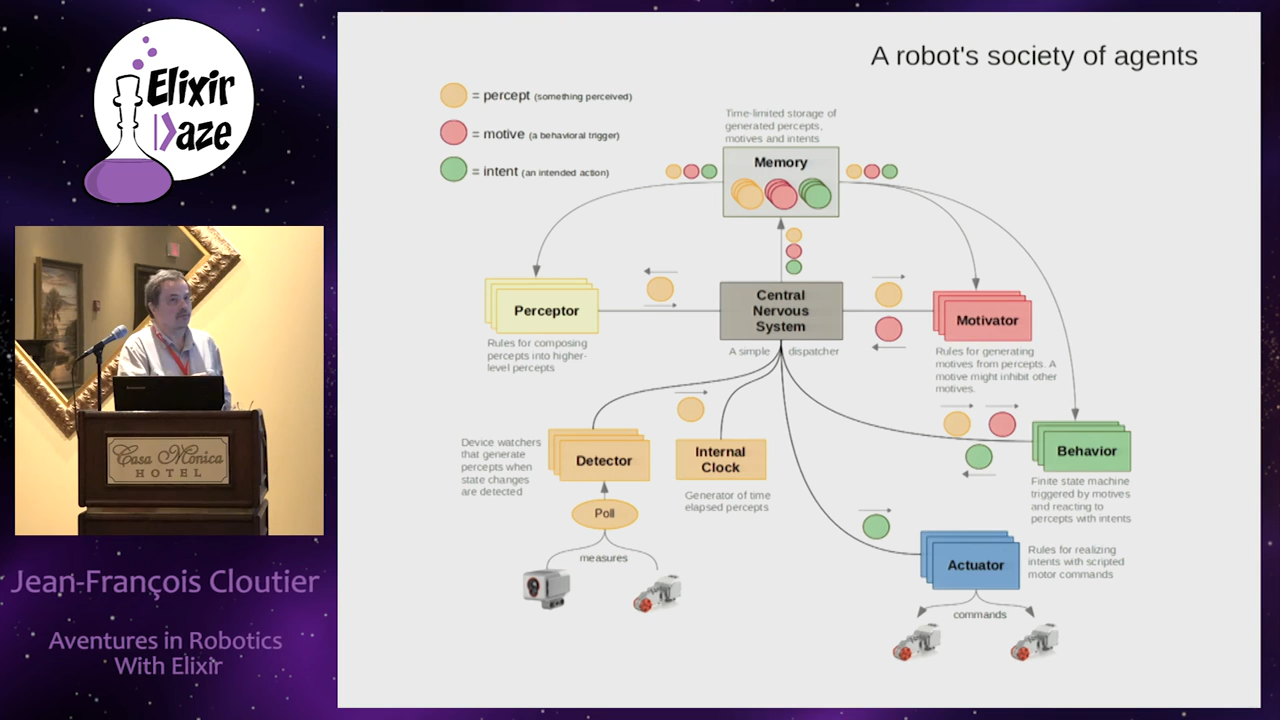 Elixir
Daze
Casa Monica
HOTEL
Jean-François Cloutier
Aventures in Robotics
With Elixir
A robot's society of agents
= percept (something perceived)
= motive (a behavioral trigger)
= intent (an intended action)
Time-limited storage of
generated percepts,
motives and intents
Memory
Perceptor
Rules for composing
percepts into higher-
level percepts
Central
Nervous
System
A simple dispatcher
Motivator
Rules for generating
motives from percepts. A
motive might inhibit other
motives.
Device watchers
that generate
percepts when
state changes
are detected
Detector
Poll
measures
Internal
Clock
Generator of time
elapsed percepts
Behavior
Finite state machine
triggered by motives
and reacting to
percepts with intents
Actuator
Rules for realizing
intents with scripted
motor commands
commands